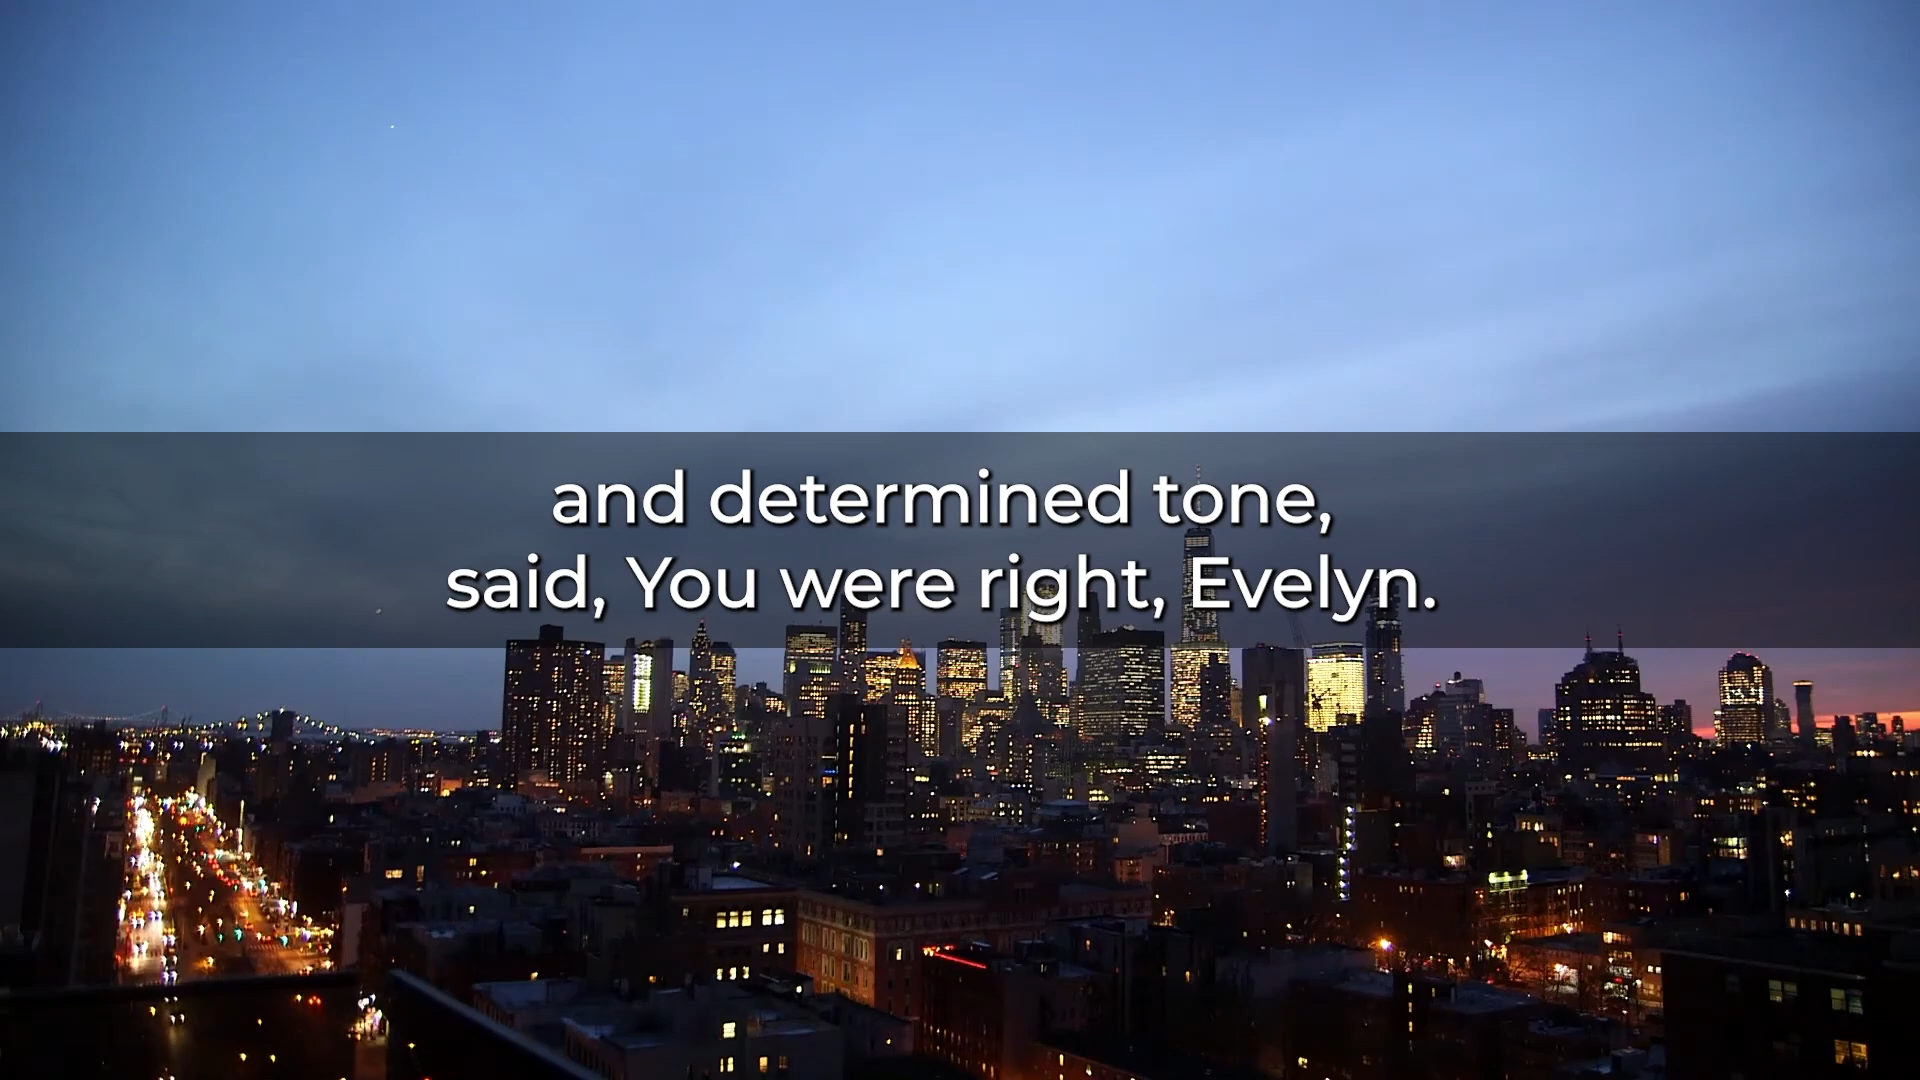 and determined tone,
said, You were right, Evelyn.